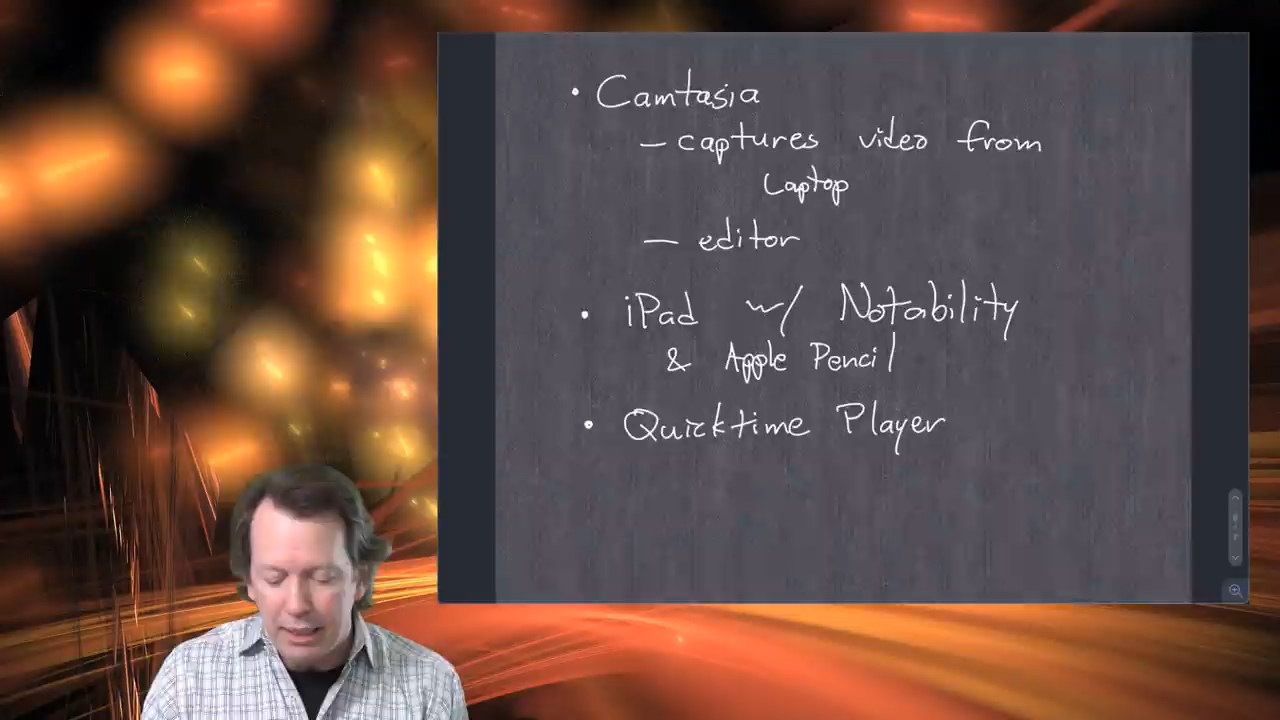 • Camtasia
— captures video from
Laptop
— editor
• iPad w/ Notability
& Apple Pencil
• Quicktime Player